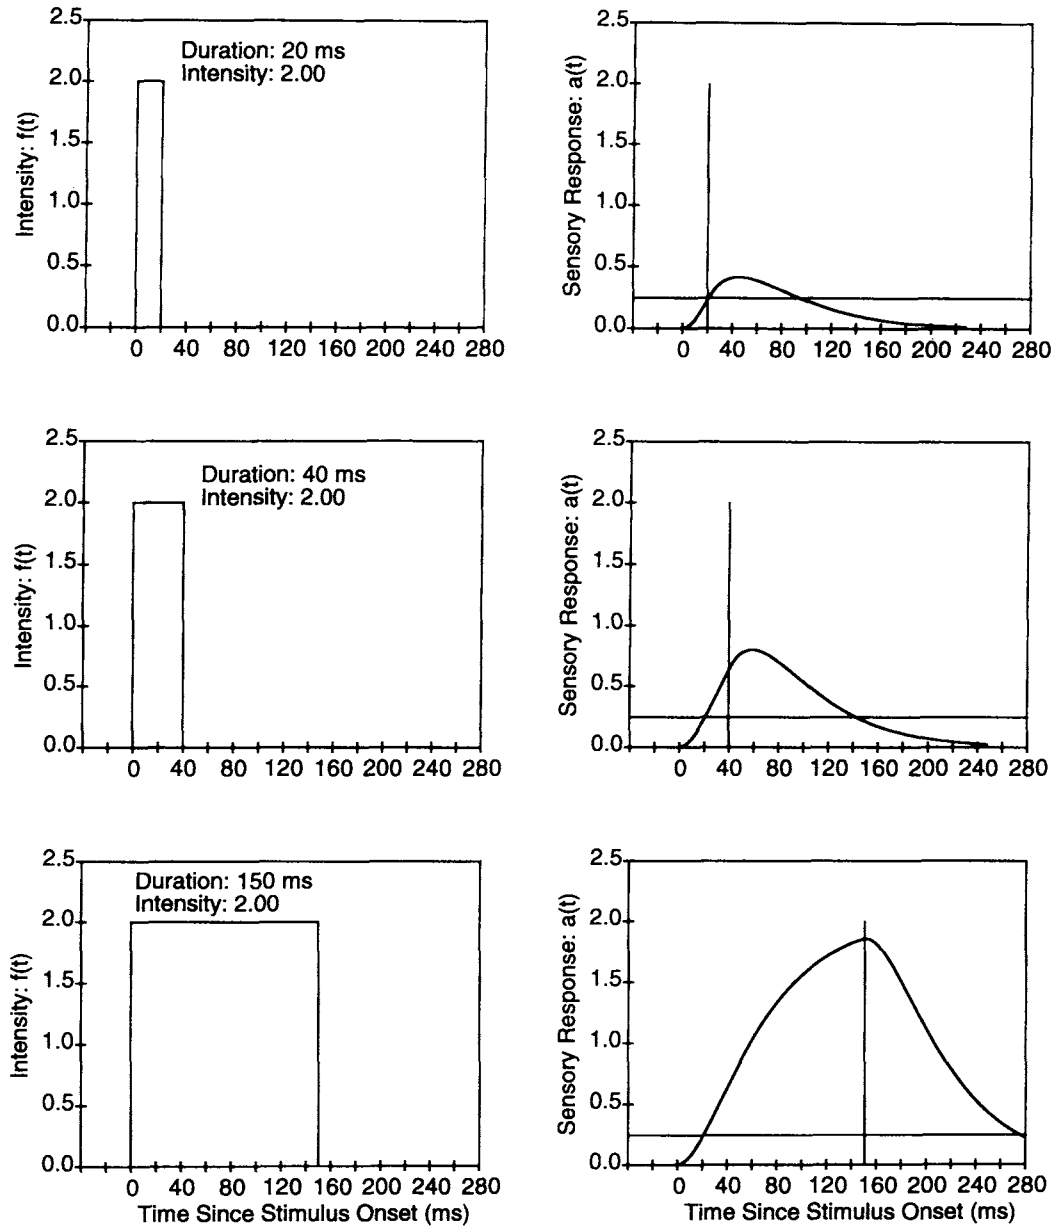 2.5
2.0
1.5
1.0
0.5
0.0
Intensity: f(t)
Duration: 20 ms
Intensity: 2.00
0 40 80 120 160 200 240 280
2.5
2.0
1.5
1.0
0.5
0.0
Sensory Response: a(t)
0 40 80 120 160 200 240 280
2.5
2.0
1.5
1.0
0.5
0.0
Intensity: f(t)
Duration: 40 ms
Intensity: 2.00
0 40 80 120 160 200 240 280
2.5
2.0
1.5
1.0
0.5
0.0
Sensory Response: a(t)
0 40 80 120 160 200 240 280
2.5
2.0
1.5
1.0
0.5
0.0
Intensity: f(t)
Duration: 150 ms
Intensity: 2.00
0 40 80 120 160 200 240 280
Time Since Stimulus Onset (ms)
2.5
2.0
1.5
1.0
0.5
0.0
Sensory Response: a(t)
0 40 80 120 160 200 240 280
Time Since Stimulus Onset (ms)